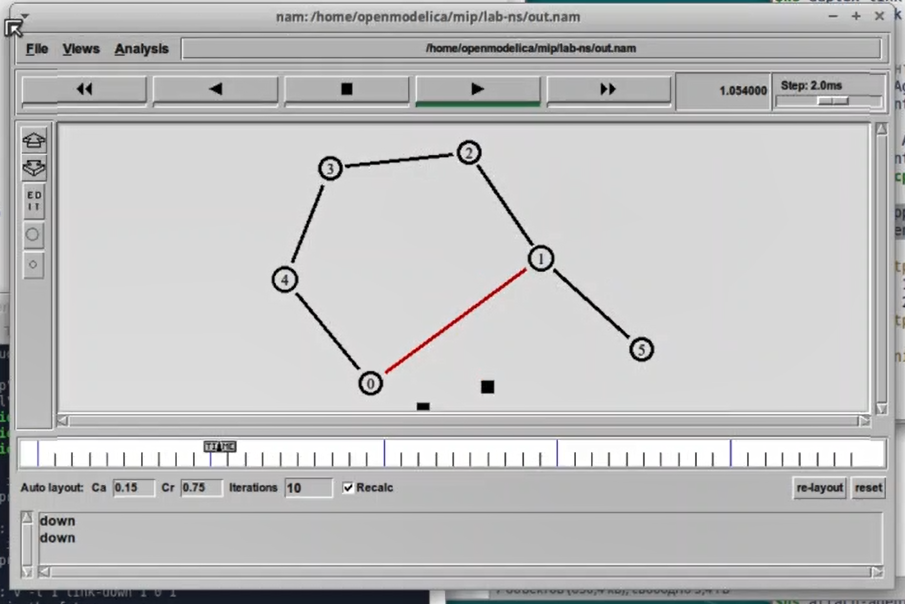 nam: /home/openmodelica/mip/lab-ns/out.nam
File Views Analysis /home/openmodelica/mip/lab-ns/out.nam
1.054000 Step: 2.0ms
E D
I T
3
2
1
4
5
0
TIME
Auto layout: Ca 0.15 Cr 0.75 Iterations 10 Recalc re-layout reset
down
down